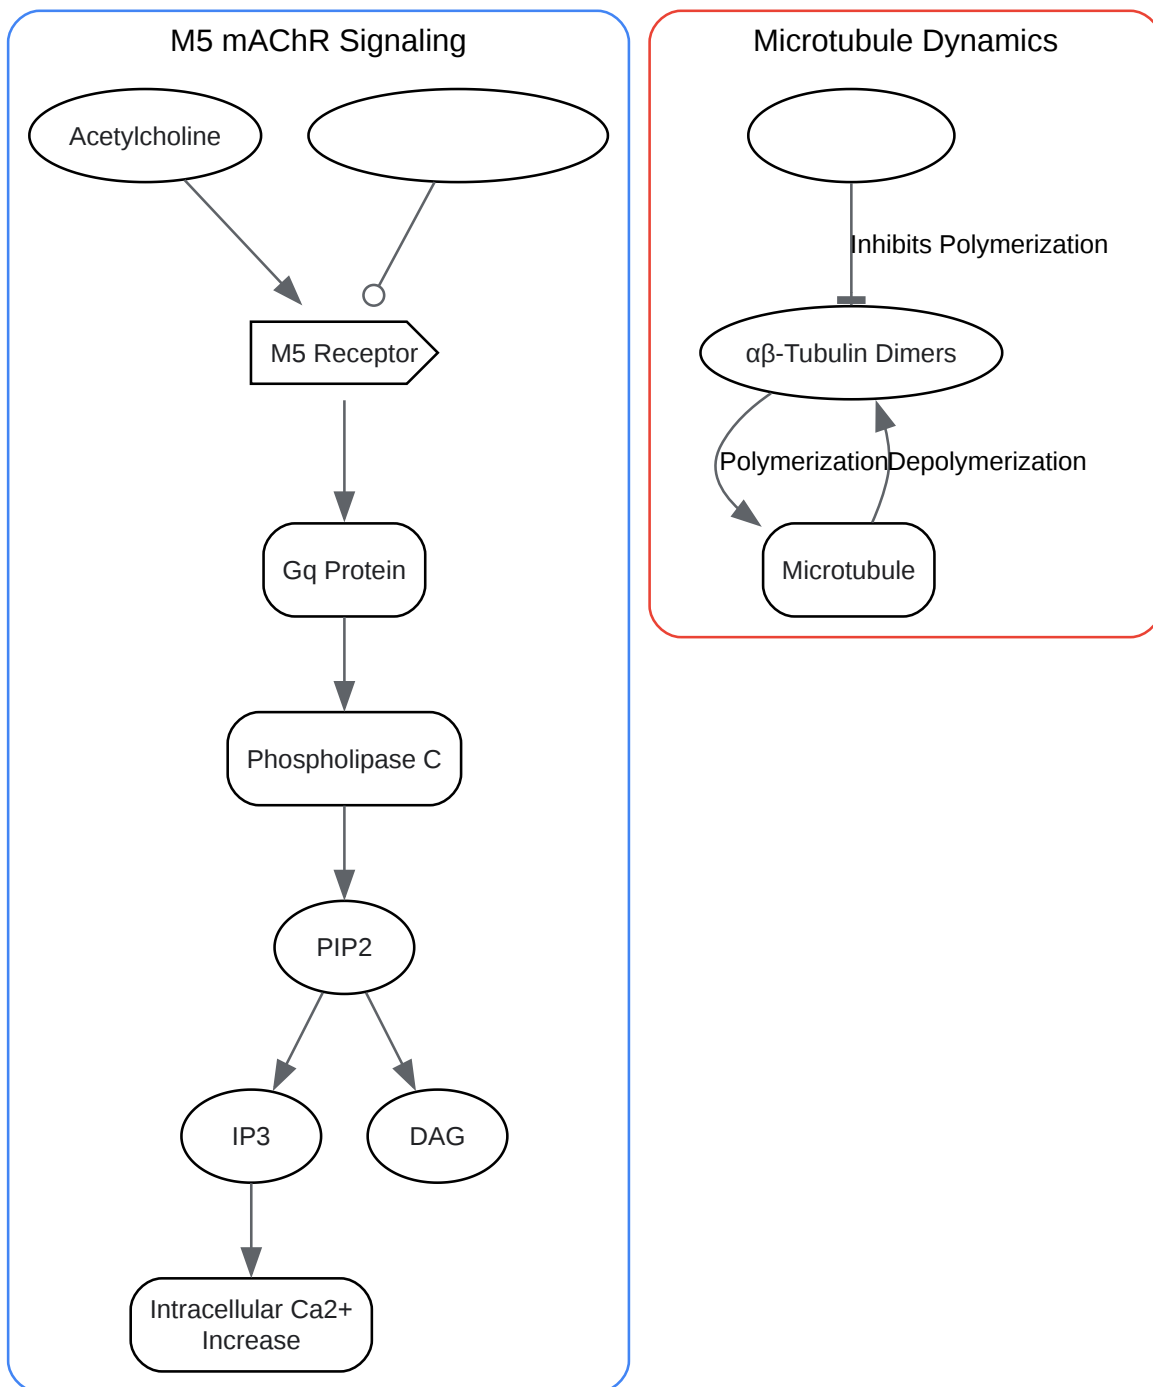 M5 mAChR Signaling
Acetylcholine
M5 Receptor
Gq Protein
Phospholipase C
PIP2
IP3
DAG
Intracellular Ca2+
Increase
Microtubule Dynamics
Inhibits Polymerization
αβ-Tubulin Dimers
Polymerization
Depolymerization
Microtubule